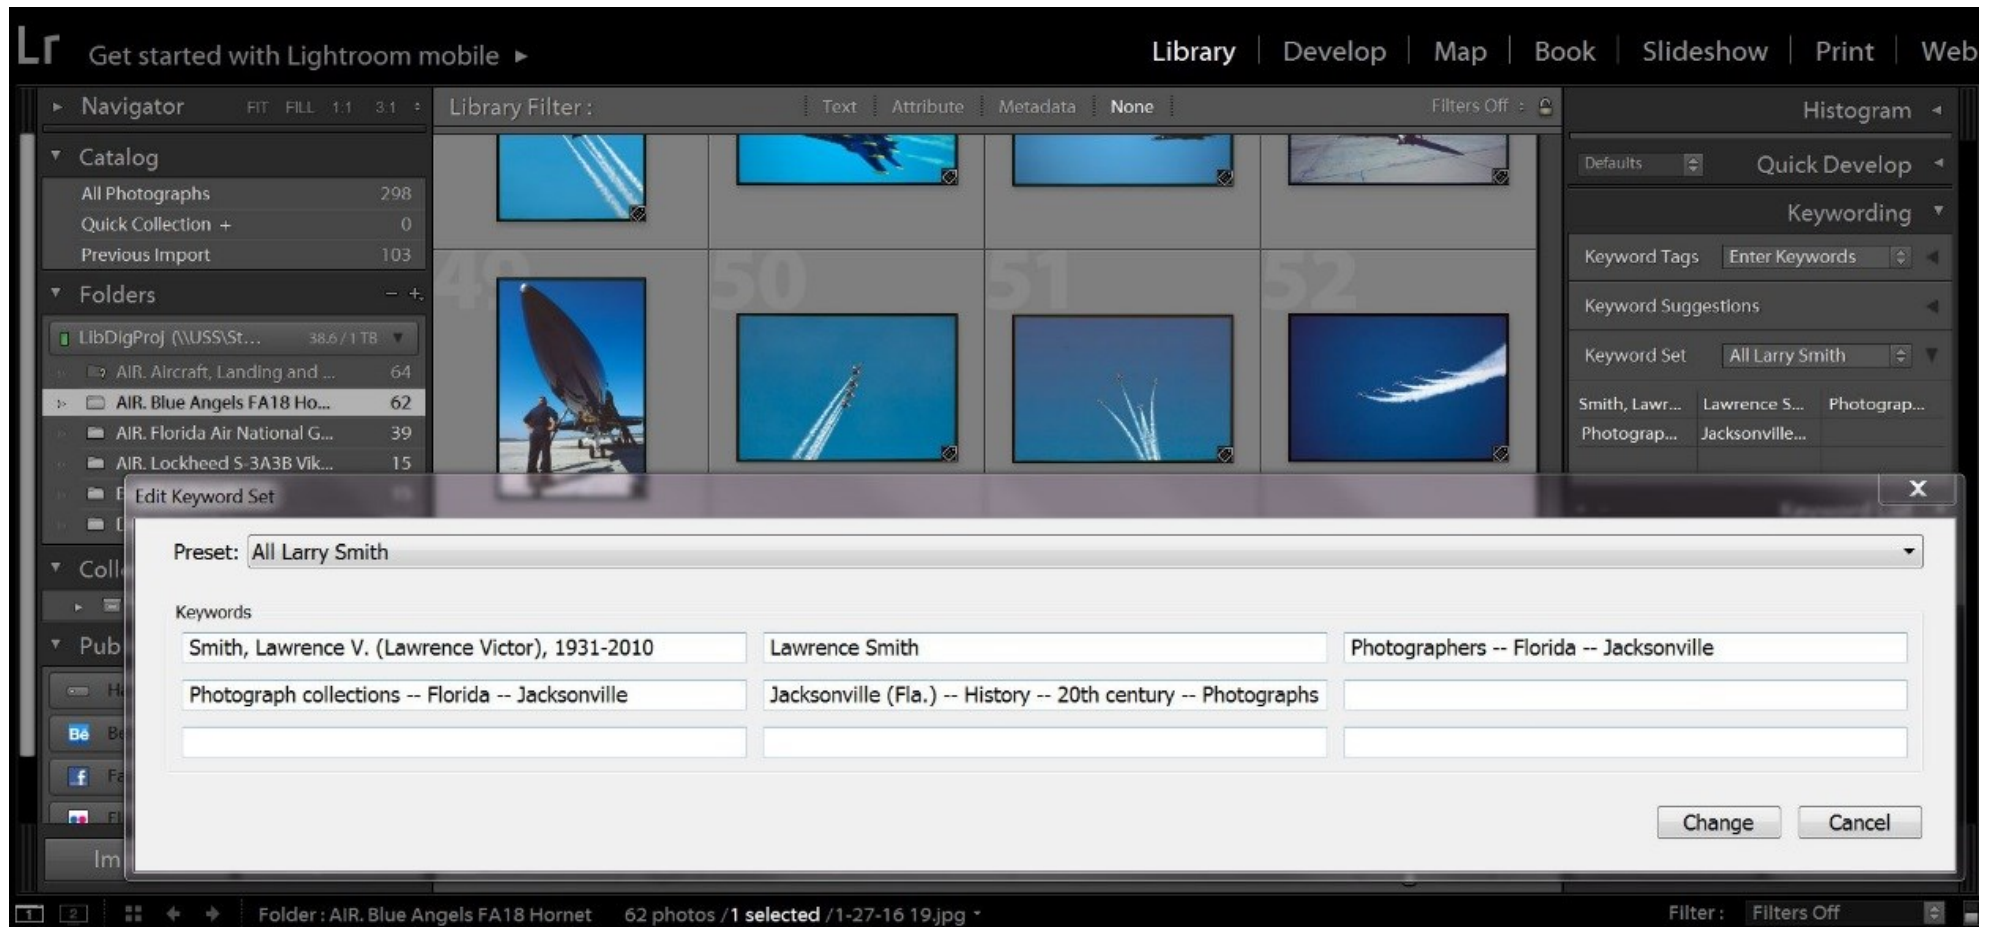 Lr Get started with Lightroom mobile ▸ Library | Develop | Map | Book | Slideshow | Print | Web
Navigator FIT FILL 1:1 3:1
Library Filter : Text Attribute Metadata None Filters Off
Histogram
Catalog
Defaults Quick Develop
All Photographs 298
Quick Collection + 0
Previous Import 103
Keywording
Keyword Tags Enter Keywords
Folders − +
49 50 51 52
Keyword Suggestions
LibDigProj (\\USS\St... 38.6 / 1 TB
Keyword Set All Larry Smith
AIR. Aircraft, Landing and ... 64
AIR. Blue Angels FA18 Ho... 62
Smith, Lawr... Lawrence S... Photograp...
AIR. Florida Air National G... 39
Photograp... Jacksonville...
AIR. Lockheed S-3A3B Vik... 15
Edit Keyword Set X
Preset: All Larry Smith
Keywords
Smith, Lawrence V. (Lawrence Victor), 1931-2010
Lawrence Smith
Photographers -- Florida -- Jacksonville
Photograph collections -- Florida -- Jacksonville
Jacksonville (Fla.) -- History -- 20th century -- Photographs
Coll
Pub
Bē
f
Im
Change Cancel
1 2 Folder : AIR. Blue Angels FA18 Hornet 62 photos / 1 selected / 1-27-16 19.jpg Filter : Filters Off